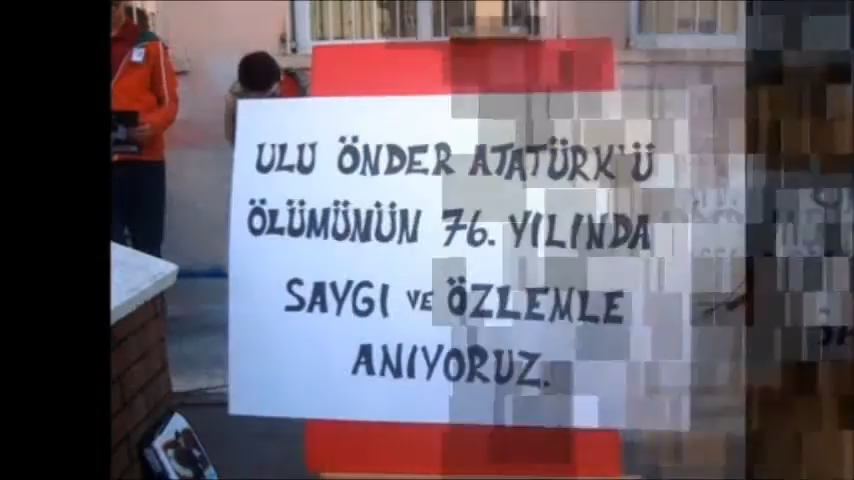 ULU ÖNDER ATATÜRK'Ü
ÖLÜMÜNÜN 76. YILINDA
SAYGI VE ÖZLEMLE
ANIYORUZ.